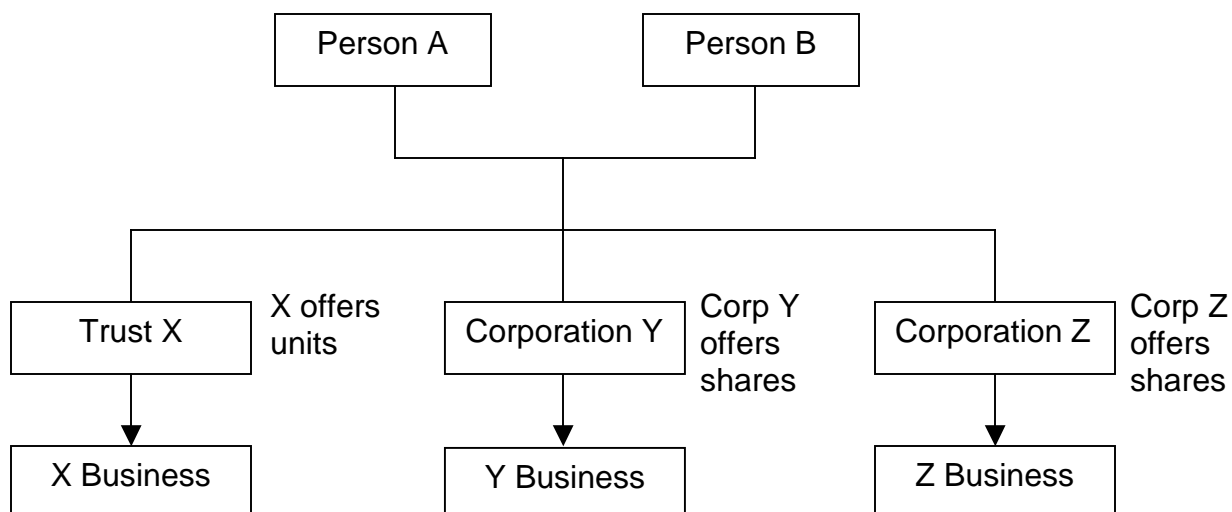 Person A
Person B
Trust X
X offers
units
Corporation Y
Corp Y
offers
shares
Corporation Z
Corp Z
offers
shares
X Business
Y Business
Z Business